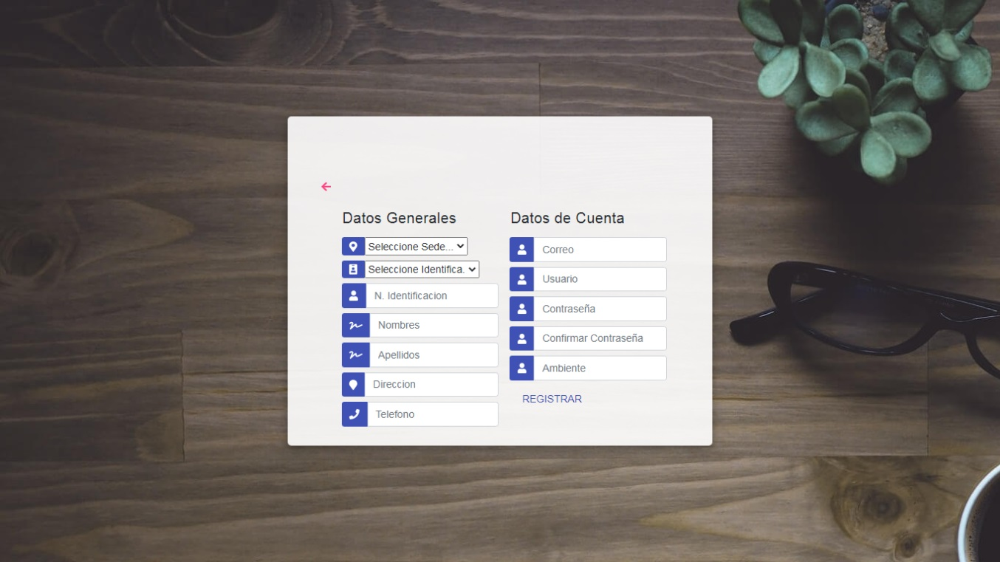 Datos Generales
Seleccione Sede...
Seleccione Identifica.
N. Identificacion
Nombres
Apellidos
Direccion
Telefono
Datos de Cuenta
Correo
Usuario
Contraseña
Confirmar Contraseña
Ambiente
REGISTRAR